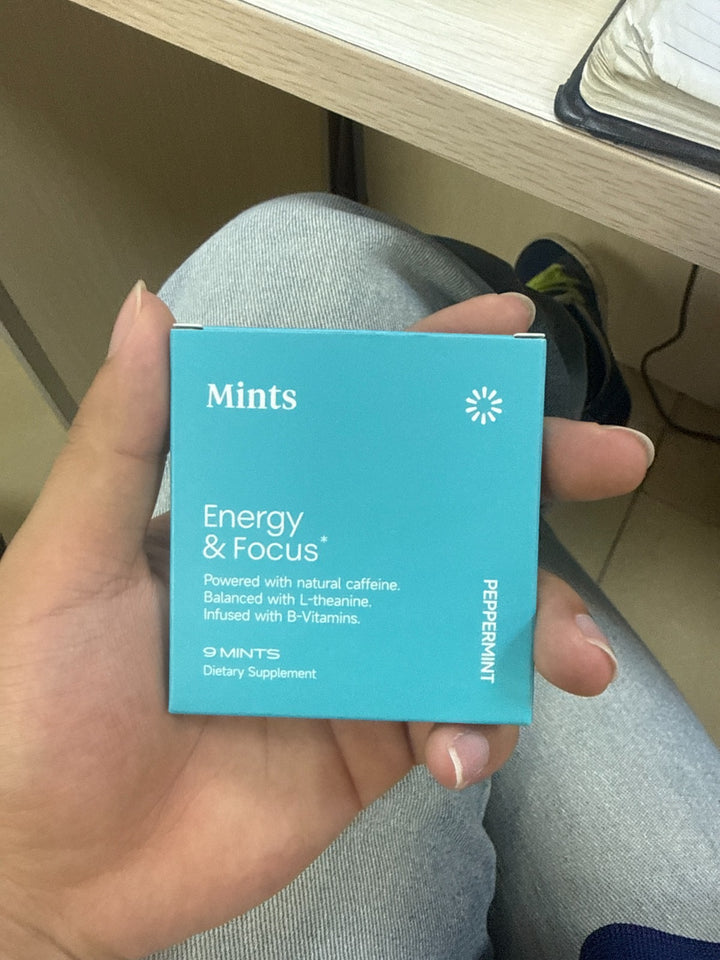 Mints
Energy
& Focus*
Powered with natural caffeine.
Balanced with L-theanine.
Infused with B-Vitamins.
9 MINTS
Dietary Supplement
PEPPERMINT